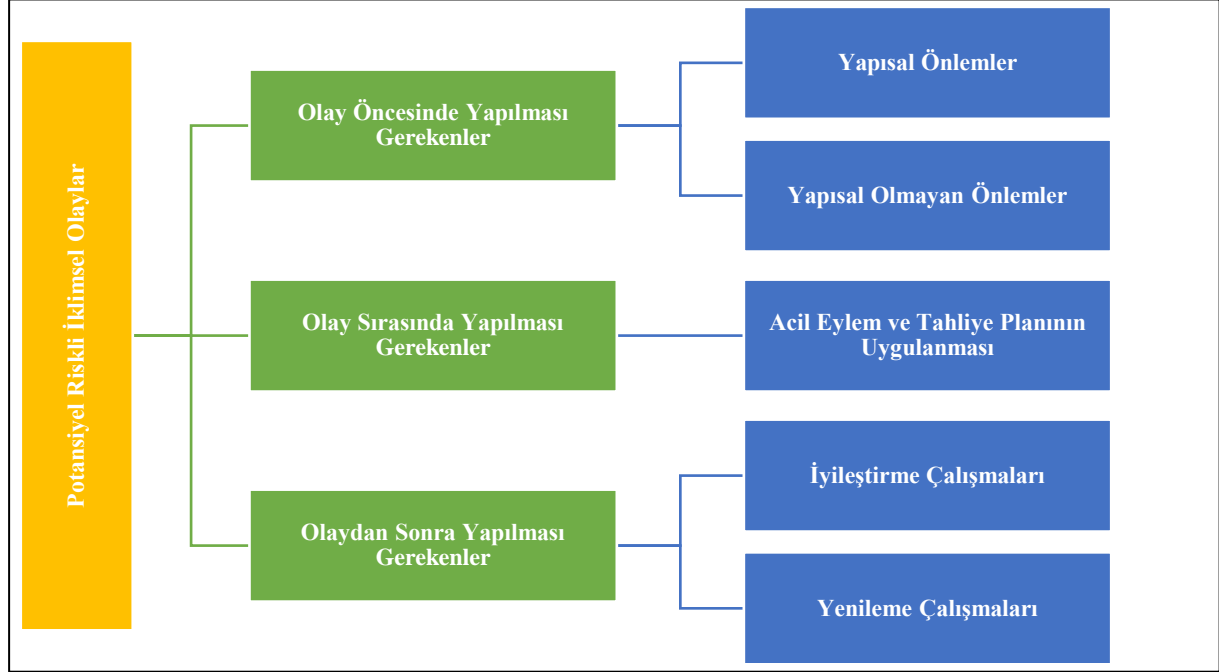 Potansiyel Riskli İklimsel Olaylar
Olay Öncesinde Yapılması
Gerekenler
Yapısal Önlemler
Yapısal Olmayan Önlemler
Olay Sırasında Yapılması
Gerekenler
Acil Eylem ve Tahliye Planının
Uygulanması
Olaydan Sonra Yapılması
Gerekenler
İyileştirme Çalışmaları
Yenileme Çalışmaları